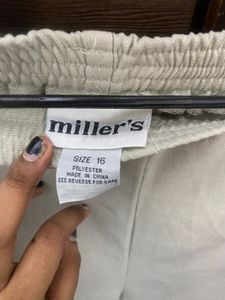 miller's
SIZE 16
POLYESTER
MADE IN CHINA
SEE REVERSE FOR CARE